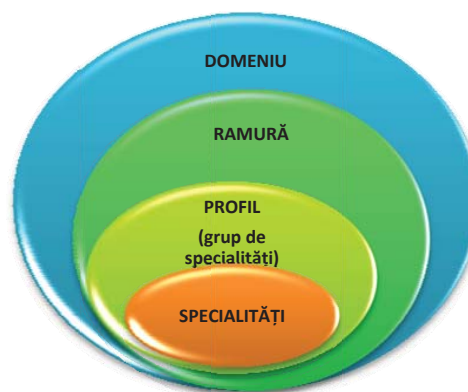 DOMENIU
RAMURĂ
PROFIL
(grup de
specialități)
SPECIALITĂȚI